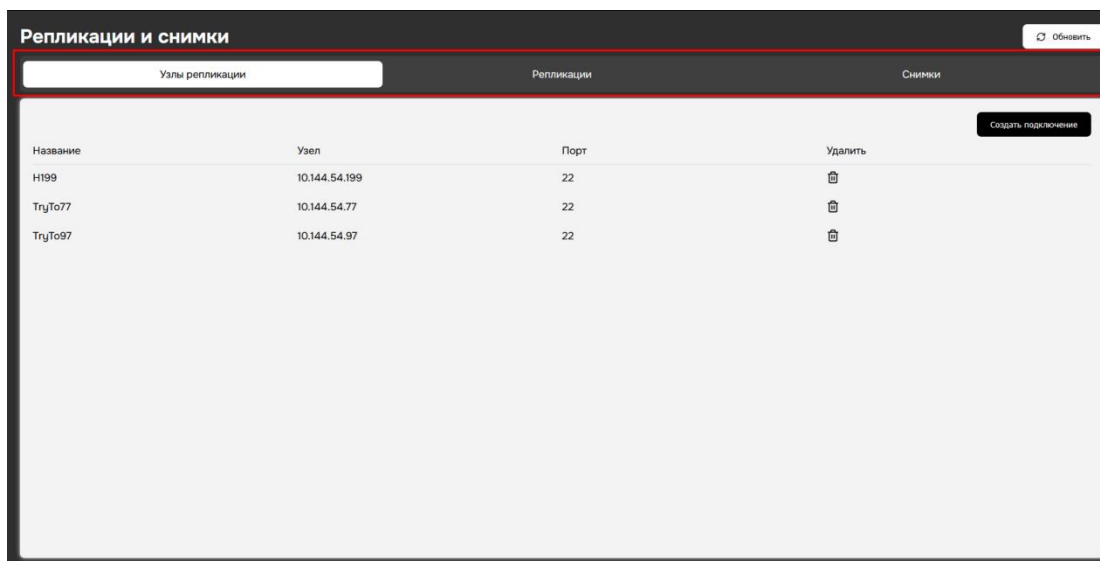 Репликации и снимки
Обновить
Узлы репликации Репликации Снимки
Создать подключение
Название Узел Порт Удалить
H199 10.144.54.199 22
TryTo77 10.144.54.77 22
TryTo97 10.144.54.97 22